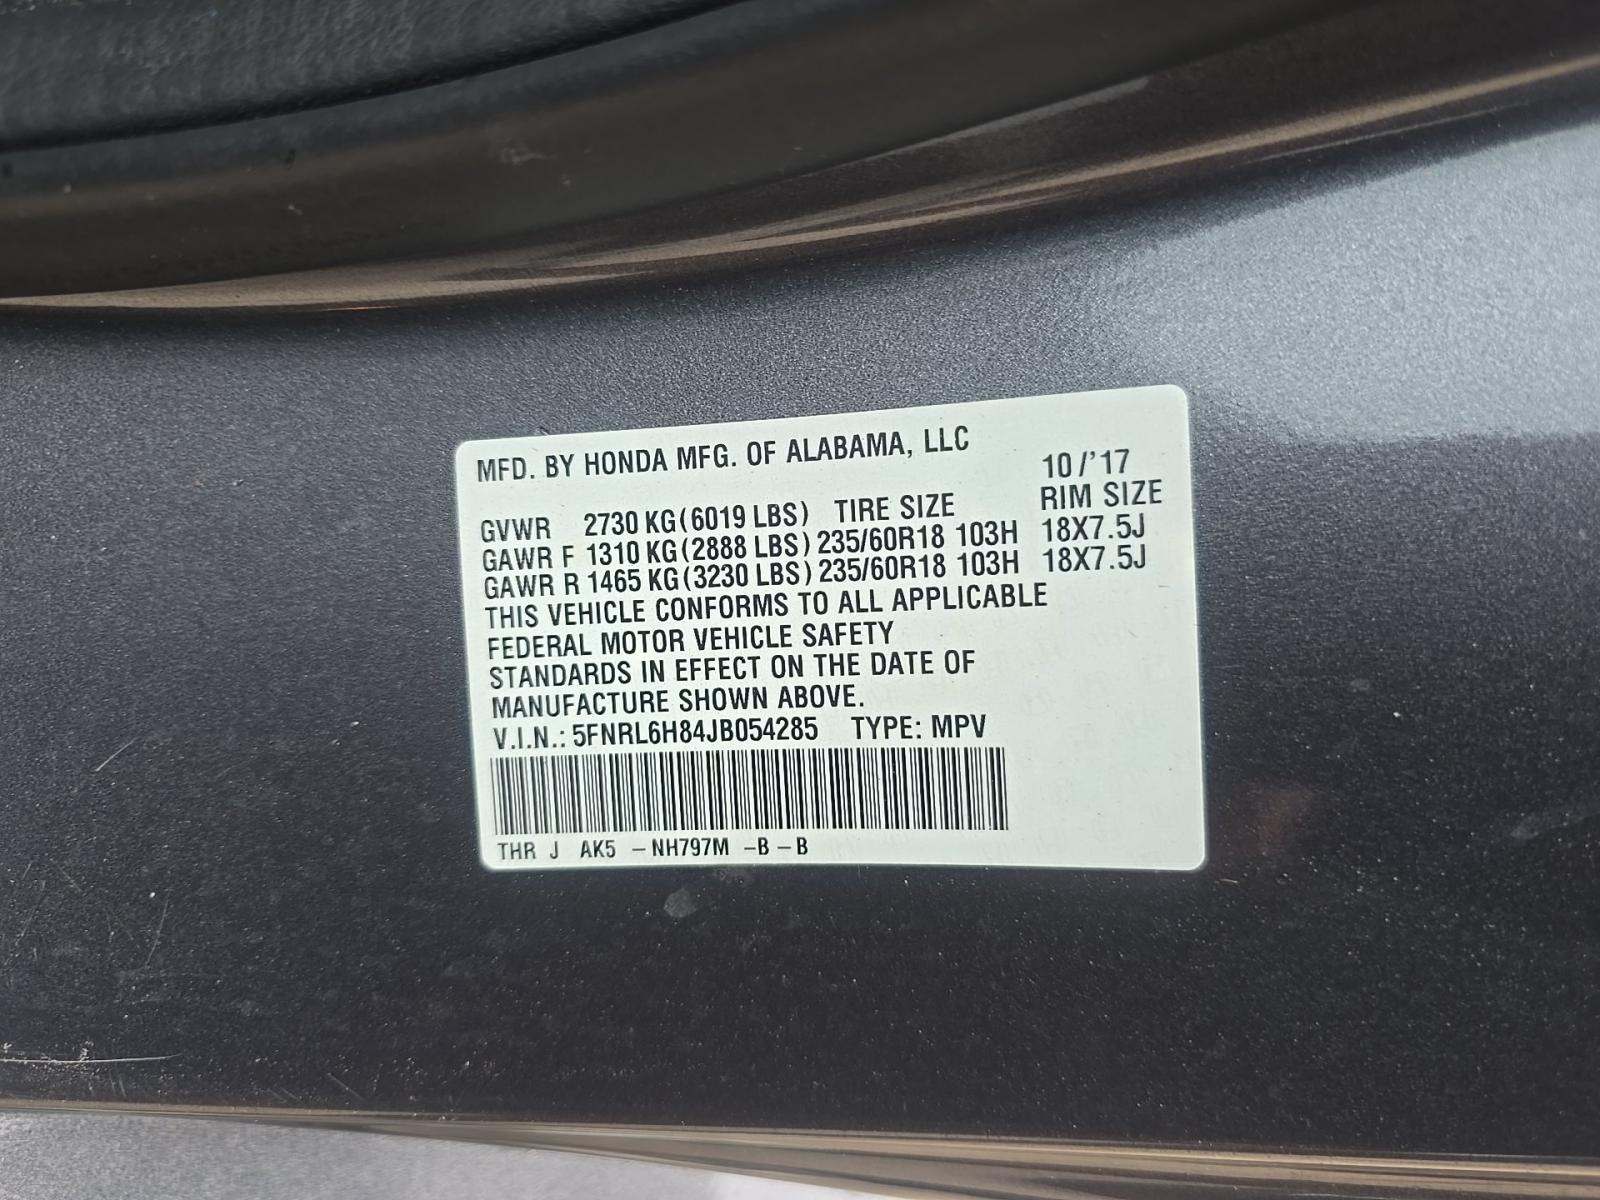 MFD. BY HONDA MFG. OF ALABAMA, LLC 10/'17
GVWR 2730 KG(6019 LBS) TIRE SIZE RIM SIZE
GAWR F 1310 KG(2888 LBS) 235/60R18 103H 18X7.5J
GAWR R 1465 KG(3230 LBS) 235/60R18 103H 18X7.5J
THIS VEHICLE CONFORMS TO ALL APPLICABLE
FEDERAL MOTOR VEHICLE SAFETY
STANDARDS IN EFFECT ON THE DATE OF
MANUFACTURE SHOWN ABOVE.
V.I.N.: 5FNRL6H84JB054285 TYPE: MPV
THR J AK5 – NH797M –B – B